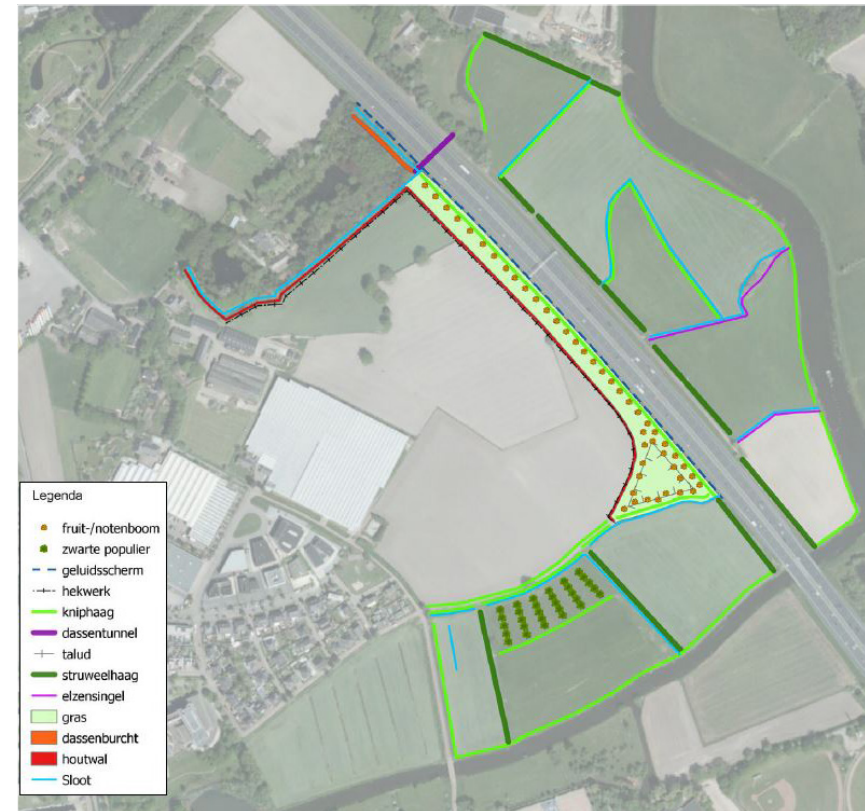 Legenda
fruit-/notenboom
zwarte populier
geluidsscherm
hekwerk
kniphaag
dassentunnel
talud
struweelhaag
elzensingel
gras
dassenburcht
houtwal
Sloot